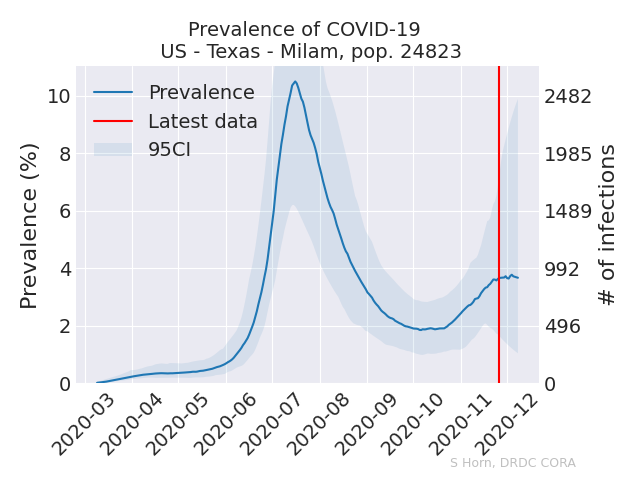 Prevalence of COVID-19
US - Texas - Milam, pop. 24823
Prevalence
Latest data
95CI
Prevalence (%)
10
8
6
4
2
0
2482
1985
1489
992
496
0
# of infections
2020-03
2020-04
2020-05
2020-06
2020-07
2020-08
2020-09
2020-10
2020-11
2020-12
S Horn, DRDC CORA